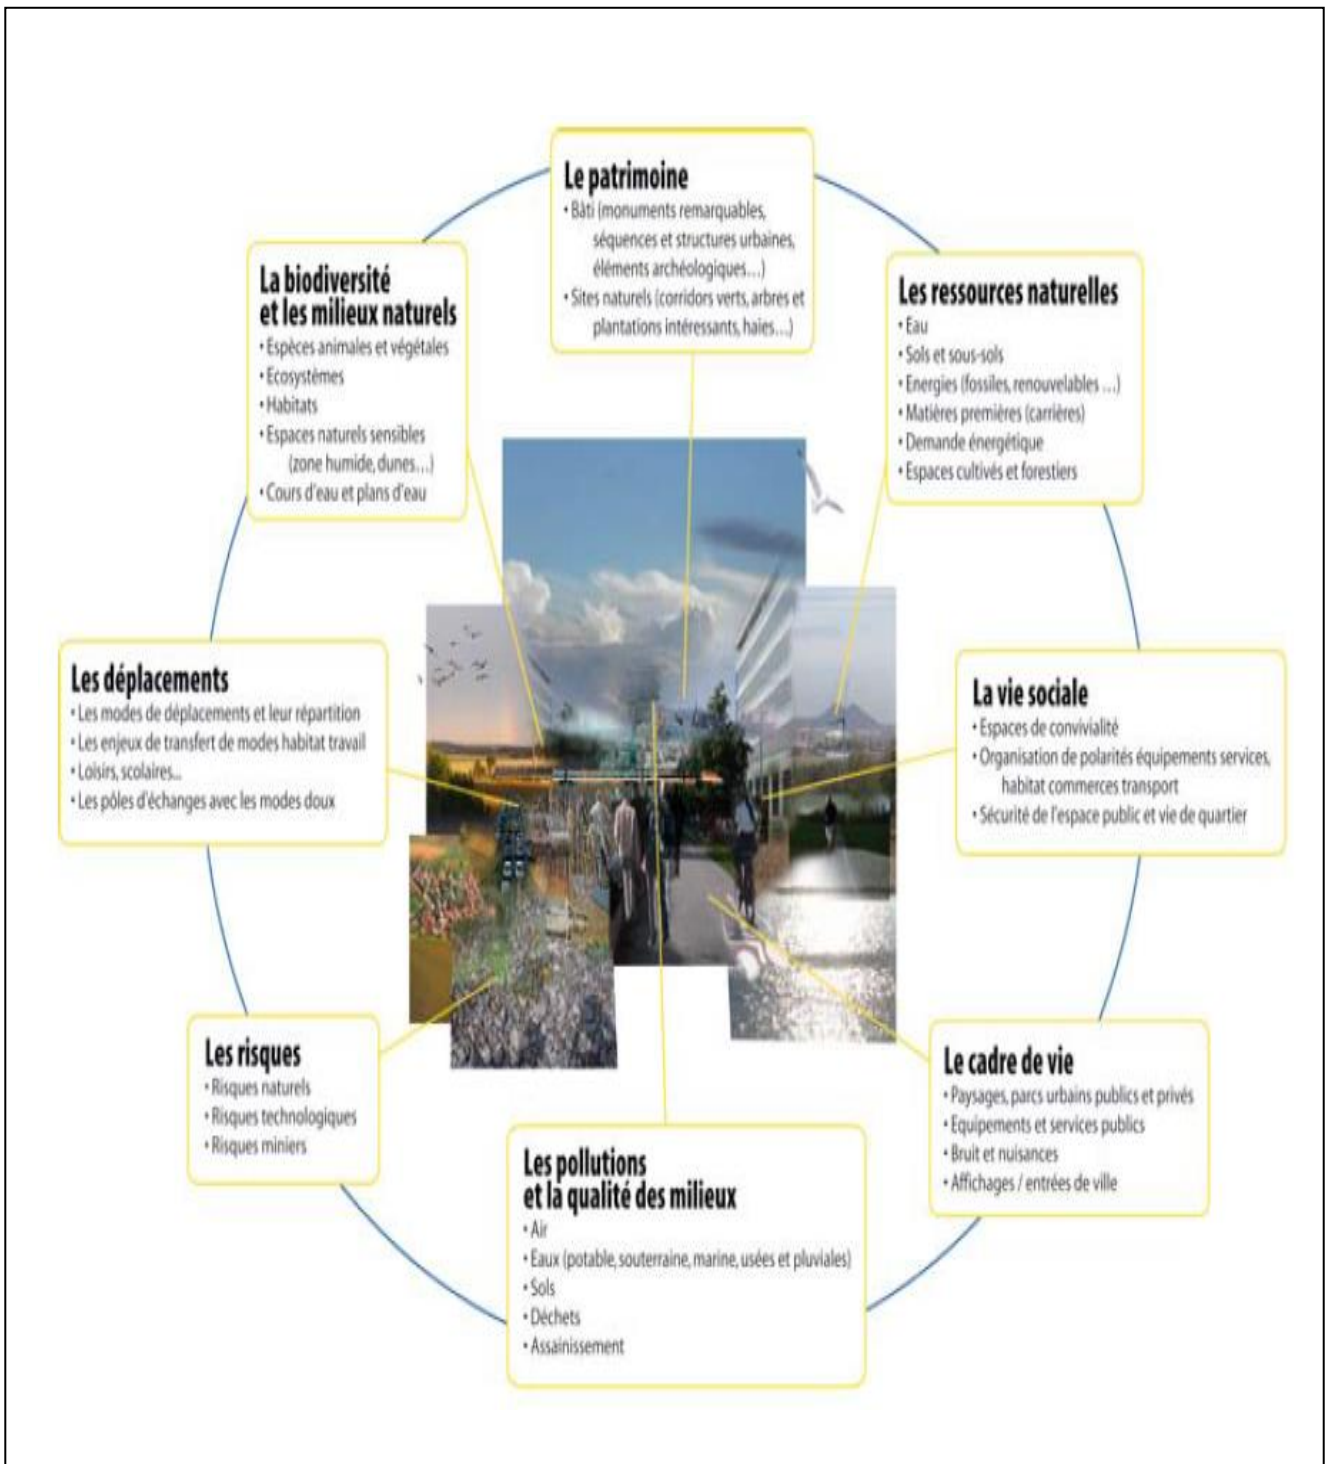 Le patrimoine
• Bâti (monuments remarquables,
séquences et structures urbaines,
éléments archéologiques…)
• Sites naturels (corridors verts, arbres et
plantations intéressants, haies…)
La biodiversité
et les milieux naturels
• Espèces animales et végétales
• Ecosystèmes
• Habitats
• Espaces naturels sensibles
(zone humide, dunes…)
• Cours d'eau et plans d'eau
Les ressources naturelles
• Eau
• Sols et sous-sols
• Energies (fossiles, renouvelables …)
• Matières premières (carrières)
• Demande énergétique
• Espaces cultivés et forestiers
Les déplacements
• Les modes de déplacements et leur répartition
• Les enjeux de transfert de modes habitat travail
• Loisirs, scolaires...
• Les pôles d'échanges avec les modes doux
La vie sociale
• Espaces de convivialité
• Organisation de polarités équipements services,
habitat commerces transport
• Sécurité de l'espace public et vie de quartier
Les risques
• Risques naturels
• Risques technologiques
• Risques miniers
Le cadre de vie
• Paysages, parcs urbains publics et privés
• Equipements et services publics
• Bruit et nuisances
• Affichages / entrées de ville
Les pollutions
et la qualité des milieux
• Air
• Eaux (potable, souterraine, marine, usées et pluviales)
• Sols
• Déchets
• Assainissement